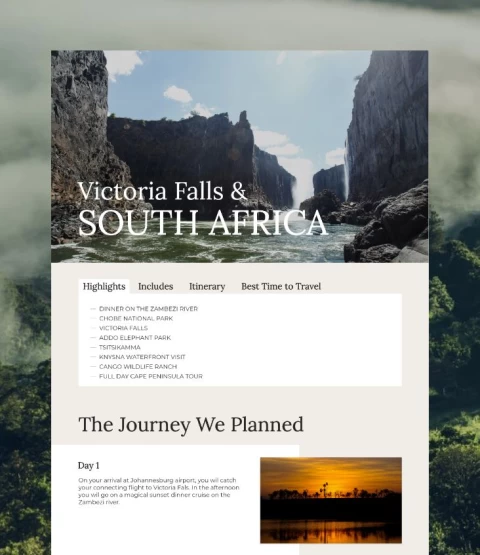 Victoria Falls &
SOUTH AFRICA
Highlights Includes Itinerary Best Time to Travel
— DINNER ON THE ZAMBEZI RIVER
— CHOBE NATIONAL PARK
— VICTORIA FALLS
— ADDO ELEPHANT PARK
— TSITSIKAMMA
— KNYSNA WATERFRONT VISIT
— CANGO WILDLIFE RANCH
— FULL DAY CAPE PENINSULA TOUR
The Journey We Planned
Day 1
On your arrival at Johannesburg airport, you wil catch
your connecting flight to Victoria Fals. In the afternoon
you wil go on a magical sunset dinner cruise on the
Zambezi river.